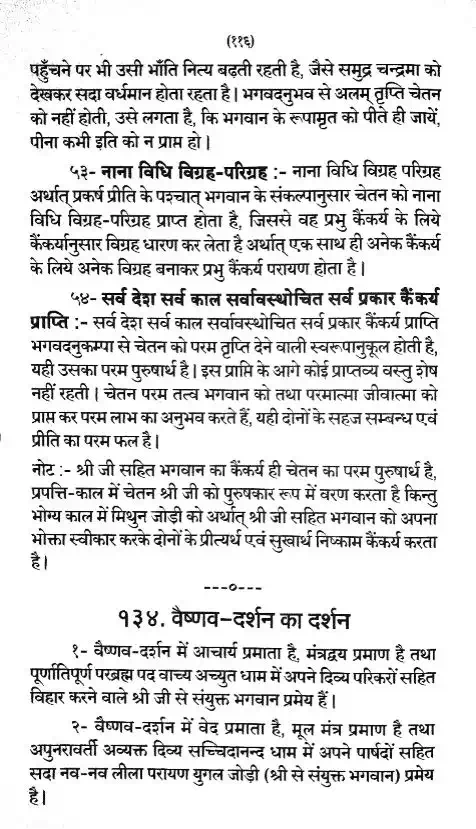 (११६)
पहुँचने पर भी उसी भाँति नित्य बढ़ती रहती है, जैसे समुद्र चन्द्रमा को
देखकर सदा वर्धमान होता रहता है। भगवदनुभव से अलम् तृप्ति चेतन
को नहीं होती, उसे लगता है, कि भगवान के रूपामृत को पीते ही जायें,
पीना कभी इति को न प्राप्त हो।
५३- नाना विधि विग्रह-परिग्रह :- नाना विधि विग्रह परिग्रह
अर्थात् प्रकर्ष प्रीति के पश्चात् भगवान के संकल्पानुसार चेतन को नाना
विधि विग्रह-परिग्रह प्राप्त होता है, जिससे वह प्रभु कैंकर्य के लिये
कैंकर्यानुसार विग्रह धारण कर लेता है अर्थात् एक साथ ही अनेक कैंकर्य
के लिये अनेक विग्रह बनाकर प्रभु कैंकर्य परायण होता है।
५४- सर्व देश सर्व काल सर्वावस्थोचित सर्व प्रकार कैंकर्य
प्राप्ति :- सर्व देश सर्व काल सर्वावस्थोचित सर्व प्रकार कैंकर्य प्राप्ति
भगवदनुकम्पा से चेतन को परम तृप्ति देने वाली स्वरूपानुकूल होती है,
यही उसका परम पुरुषार्थ है। इस प्राप्ति के आगे कोई प्राप्तव्य वस्तु शेष
नहीं रहती। चेतन परम तत्व भगवान को तथा परमात्मा जीवात्मा को
प्राप्त कर परम लाभ का अनुभव करते हैं, यही दोनों के सहज सम्बन्ध एवं
प्रीति का परम फल है।
नोट :- श्री जी सहित भगवान का कैंकर्य ही चेतन का परम पुरुषार्थ है,
प्रपत्ति-काल में चेतन श्री जी को पुरुषकार रूप में वरण करता है किन्तु
भोग्य काल में मिथुन जोड़ी को अर्थात् श्री जी सहित भगवान को अपना
भोक्ता स्वीकार करके दोनों के प्रीत्यर्थ एवं सुखार्थ निष्काम कैंकर्य करता
है।
---०---
१३४. वैष्णव-दर्शन का दर्शन
१- वैष्णव-दर्शन में आचार्य प्रमाता है, मंत्रद्वय प्रमाण है तथा
पूर्णातिपूर्ण परब्रह्म पद वाच्य अच्युत धाम में अपने दिव्य परिकरों सहित
विहार करने वाले श्री जी से संयुक्त भगवान प्रमेय हैं।
२- वैष्णव-दर्शन में वेद प्रमाता है, मूल मंत्र प्रमाण है तथा
अपुनरावर्ती अव्यक्त दिव्य सच्चिदानन्द धाम में अपने पार्षदों सहित
सदा नव-नव लीला परायण युगल जोड़ी (श्री से संयुक्त भगवान) प्रमेय
है।